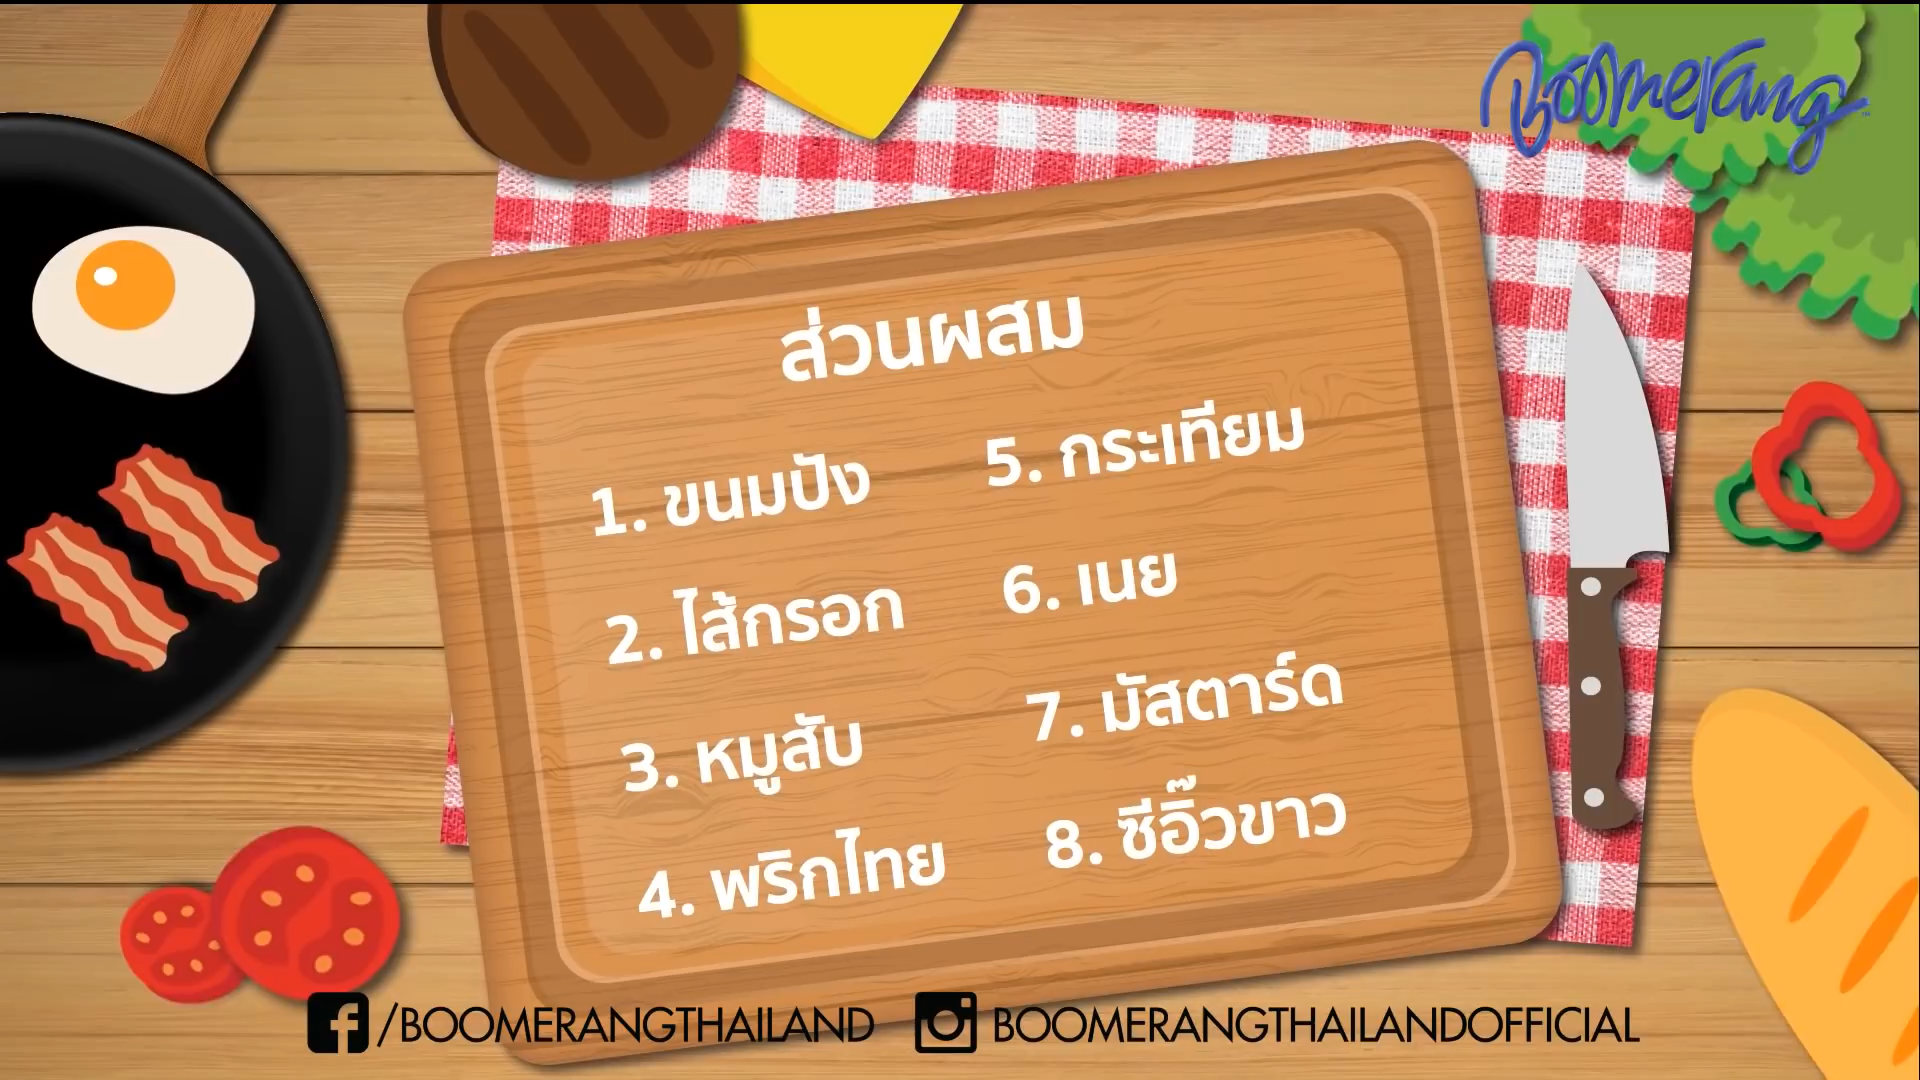 Boomerang
ส่วนผสม
1. ขนมปัง
2. ไส้กรอก
3. หมูสับ
4. พริกไทย
5. กระเทียม
6. เนย
7. มัสตาร์ด
8. ซีอิ๊วขาว
/BOOMERANGTHAILAND
BOOMERANGTHAILANDOFFICIAL